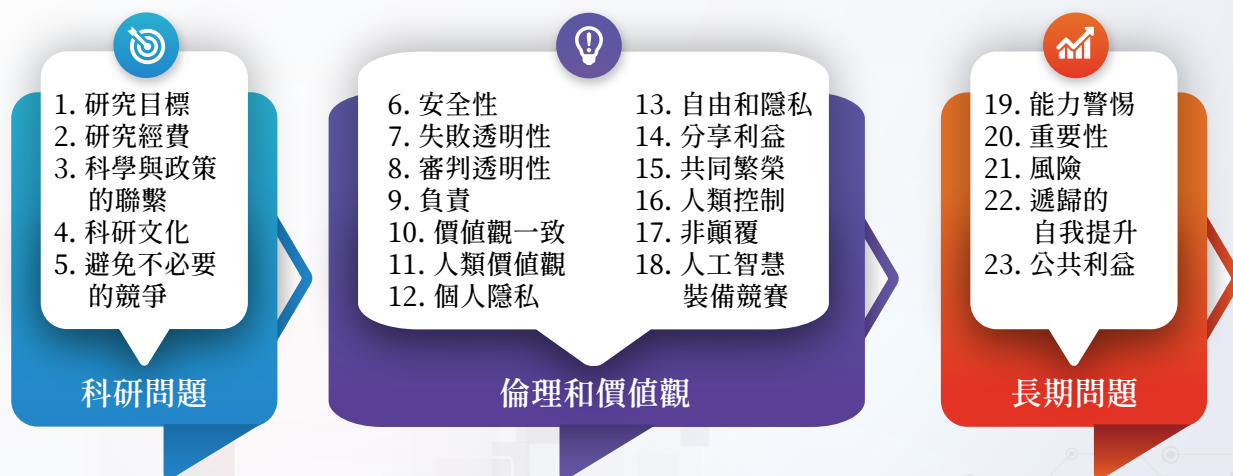 1. 研究目標
2. 研究經費
3. 科學與政策
的聯繫
4. 科研文化
5. 避免不必要
的競爭
科研問題
6. 安全性
7. 失敗透明性
8. 審判透明性
9. 負責
10. 價值觀一致
11. 人類價值觀
12. 個人隱私
13. 自由和隱私
14. 分享利益
15. 共同繁榮
16. 人類控制
17. 非顛覆
18. 人工智慧
裝備競賽
倫理和價值觀
19. 能力警惕
20. 重要性
21. 風險
22. 遞歸的
自我提升
23. 公共利益
長期問題